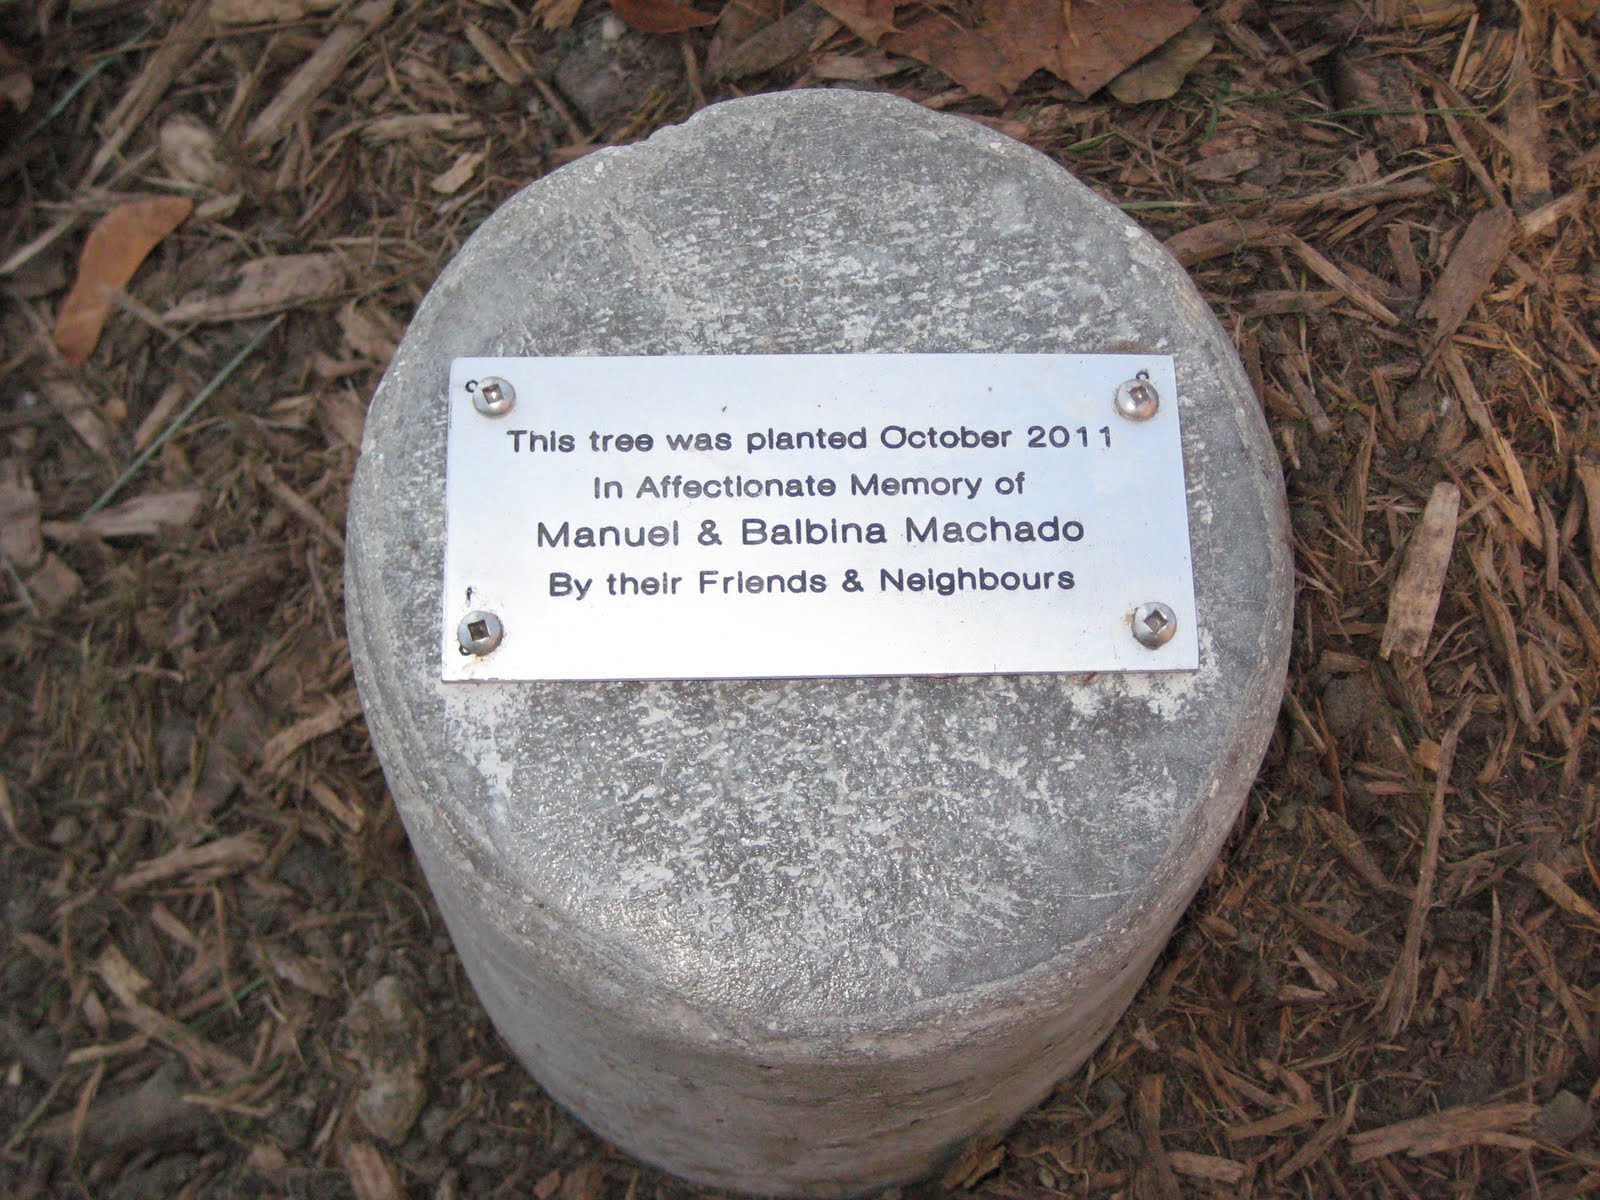 This tree was planted October 2011
In Affectionate Memory of
Manuel & Balbina Machado
By their Friends & Neighbours